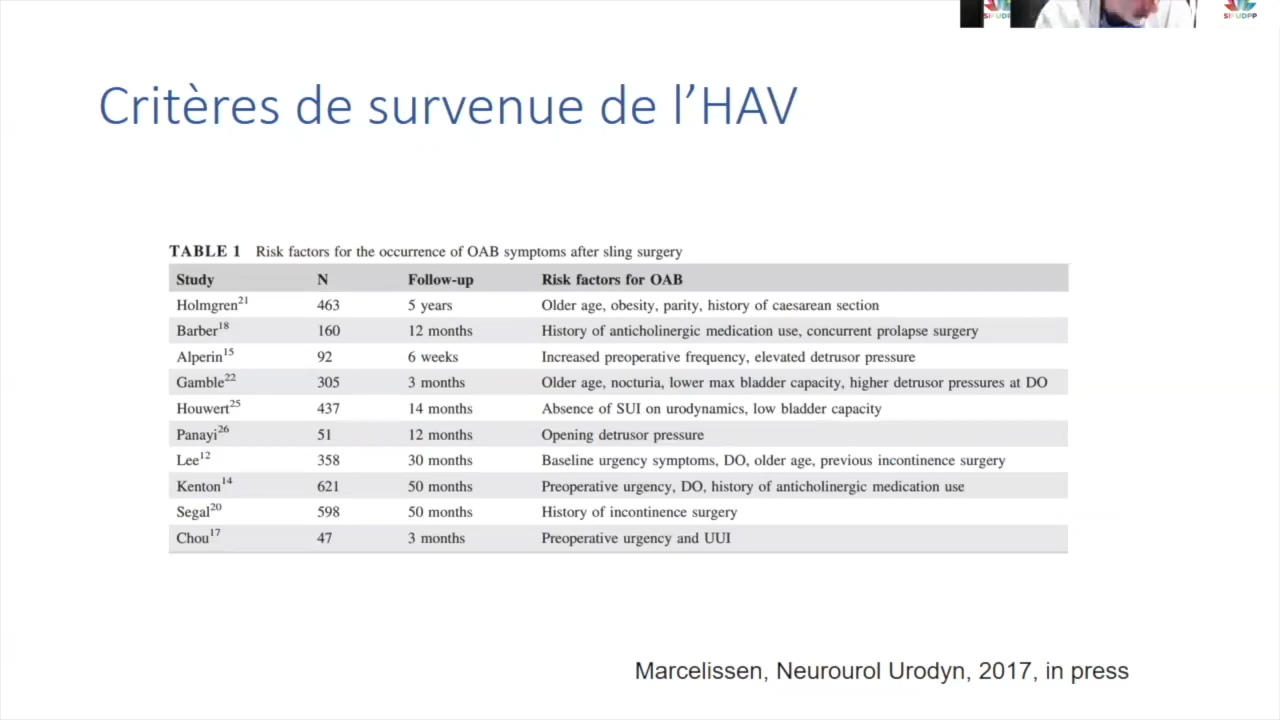 SIFUDPP
Critères de survenue de l’HAV
TABLE 1 Risk factors for the occurrence of OAB symptoms after sling surgery
Study N Follow-up Risk factors for OAB
Holmgren21 463 5 years Older age, obesity, parity, history of caesarean section
Barber18 160 12 months History of anticholinergic medication use, concurrent prolapse surgery
Alperin15 92 6 weeks Increased preoperative frequency, elevated detrusor pressure
Gamble22 305 3 months Older age, nocturia, lower max bladder capacity, higher detrusor pressures at DO
Houwert25 437 14 months Absence of SUI on urodynamics, low bladder capacity
Panayi26 51 12 months Opening detrusor pressure
Lee12 358 30 months Baseline urgency symptoms, DO, older age, previous incontinence surgery
Kenton14 621 50 months Preoperative urgency, DO, history of anticholinergic medication use
Segal20 598 50 months History of incontinence surgery
Chou17 47 3 months Preoperative urgency and UUI
Marcelissen, Neurourol Urodyn, 2017, in press